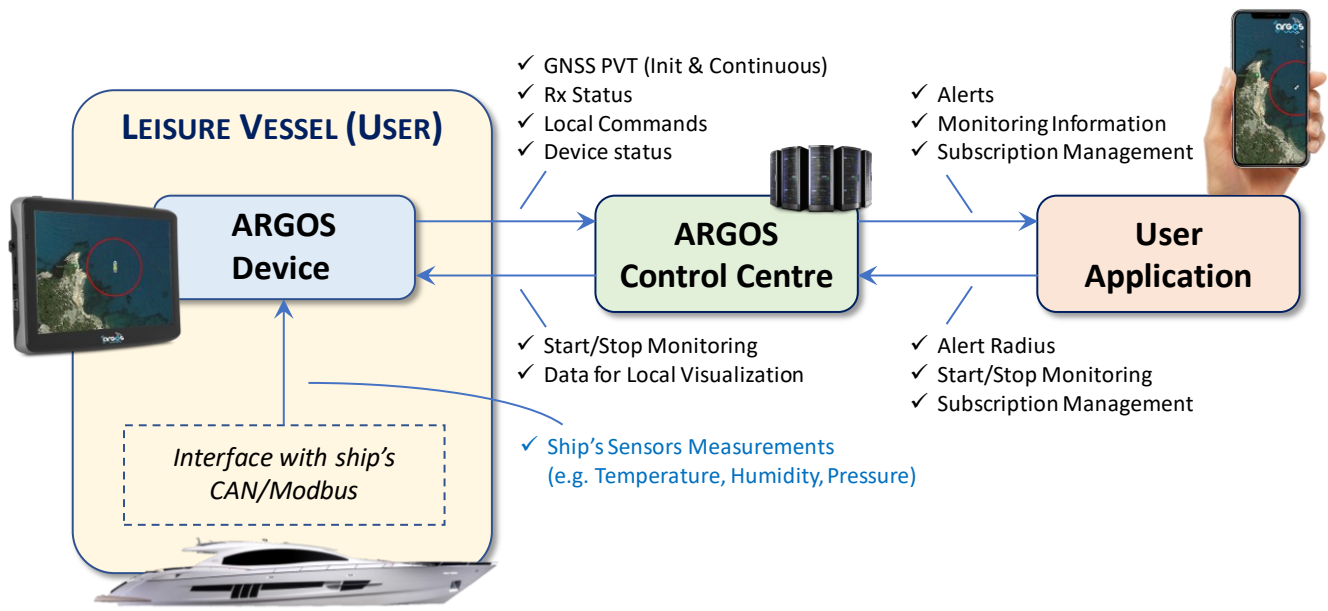 GNSS PVT (Init & Continuous)
Rx Status
Local Commands
Device status
Alerts
Monitoring Information
Subscription Management
argos
LEISURE VESSEL (USER)
ARGOS
Device
ARGOS
Control Centre
User
Application
argos
Start/Stop Monitoring
Data for Local Visualization
Alert Radius
Start/Stop Monitoring
Subscription Management
Interface with ship's
CAN/Modbus
Ship's Sensors Measurements
(e.g. Temperature, Humidity, Pressure)